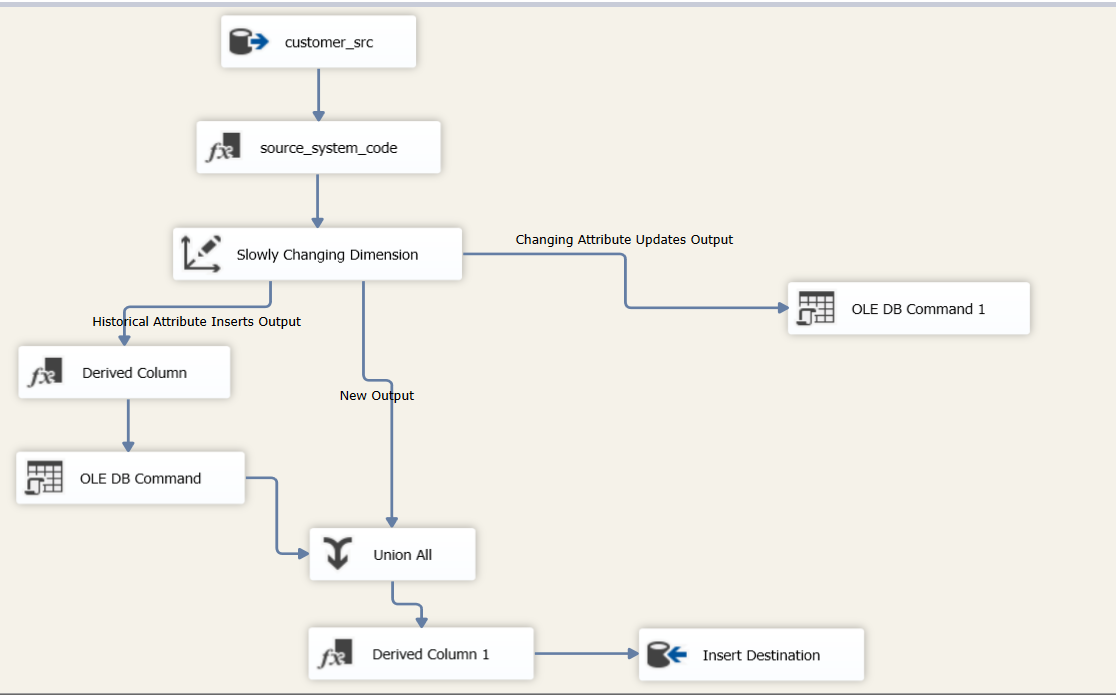 customer_src
source_system_code
Changing Attribute Updates Output
Slowly Changing Dimension
OLE DB Command 1
Historical Attribute Inserts Output
Derived Column
New Output
OLE DB Command
Union All
Derived Column 1
Insert Destination